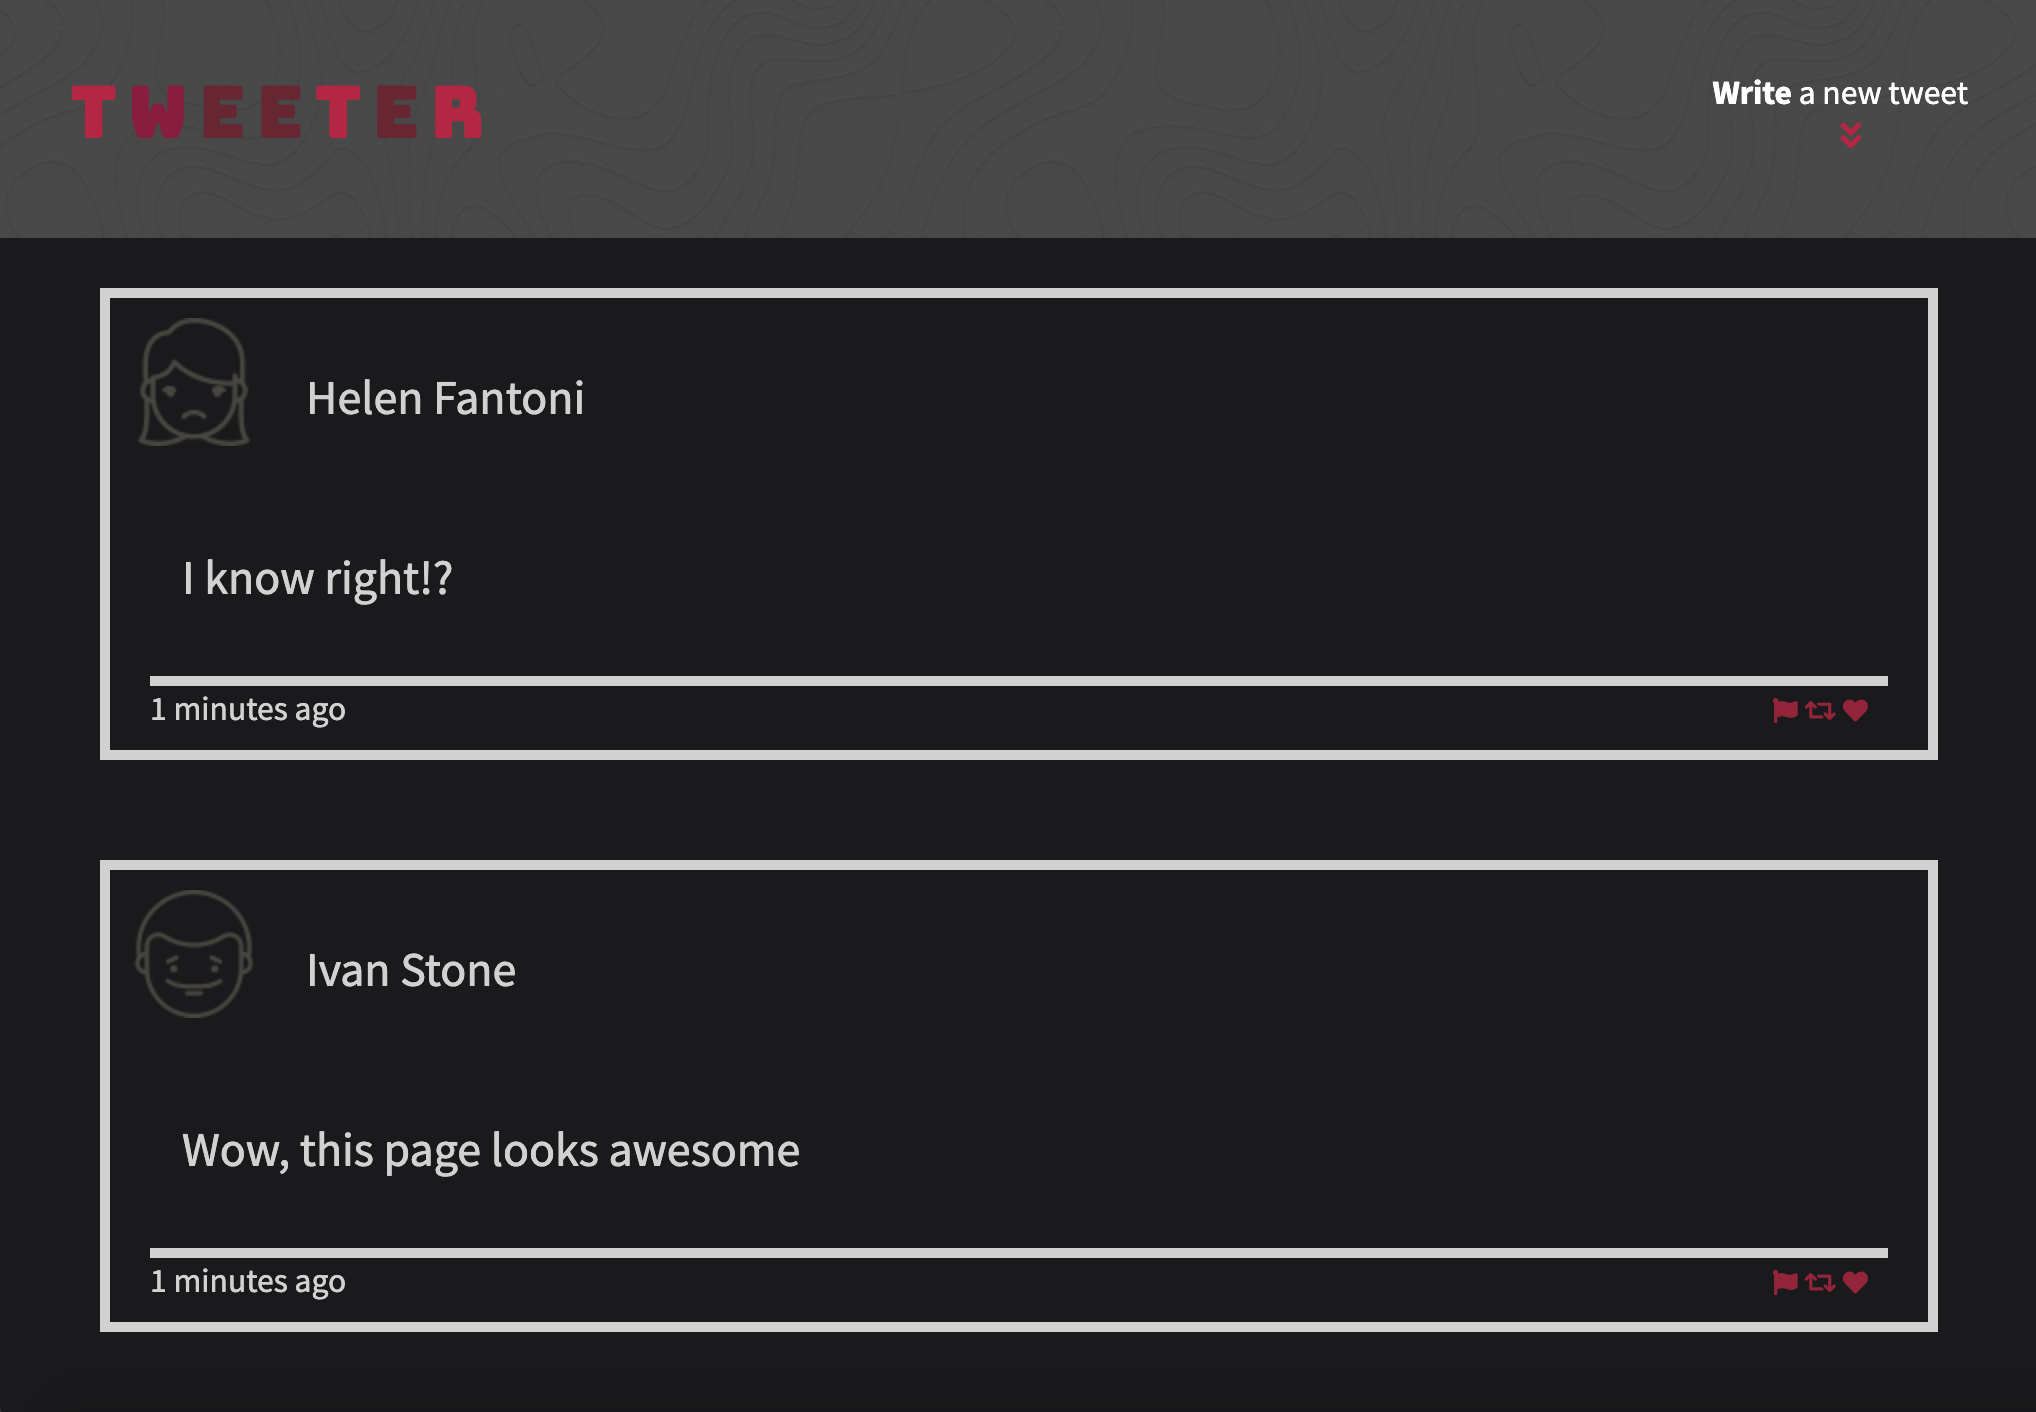 TWEETER
Write a new tweet
Helen Fantoni
I know right!?
1 minutes ago
Ivan Stone
Wow, this page looks awesome
1 minutes ago